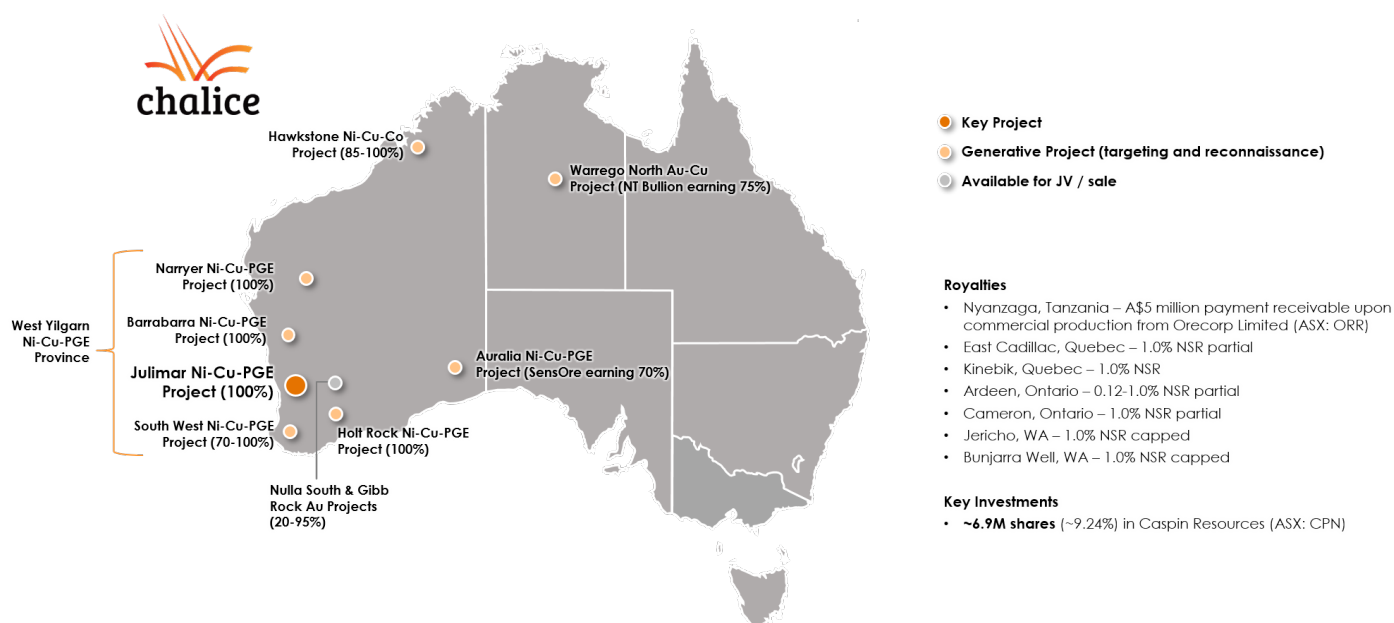 chalice
Hawkstone Ni-Cu-Co
Project (85-100%)
Warrego North Au-Cu
Project (NT Bullion earning 75%)
Narryer Ni-Cu-PGE
Project (100%)
West Yilgarn
Ni-Cu-PGE
Province
Barrabarra Ni-Cu-PGE
Project (100%)
Julimar Ni-Cu-PGE
Project (100%)
Auralia Ni-Cu-PGE
Project (SensOre earning 70%)
South West Ni-Cu-PGE
Project (70-100%)
Holt Rock Ni-Cu-PGE
Project (100%)
Nulla South & Gibb
Rock Au Projects
(20-95%)
Key Project
Generative Project (targeting and reconnaissance)
Available for JV / sale
Royalties
• Nyanzaga, Tanzania – A$5 million payment receivable upon
commercial production from Orecorp Limited (ASX: ORR)
• East Cadillac, Quebec – 1.0% NSR partial
• Kinebik, Quebec – 1.0% NSR
• Ardeen, Ontario – 0.12-1.0% NSR partial
• Cameron, Ontario – 1.0% NSR partial
• Jericho, WA – 1.0% NSR capped
• Bunjarra Well, WA – 1.0% NSR capped
Key Investments
• ~6.9M shares (~9.24%) in Caspin Resources (ASX: CPN)